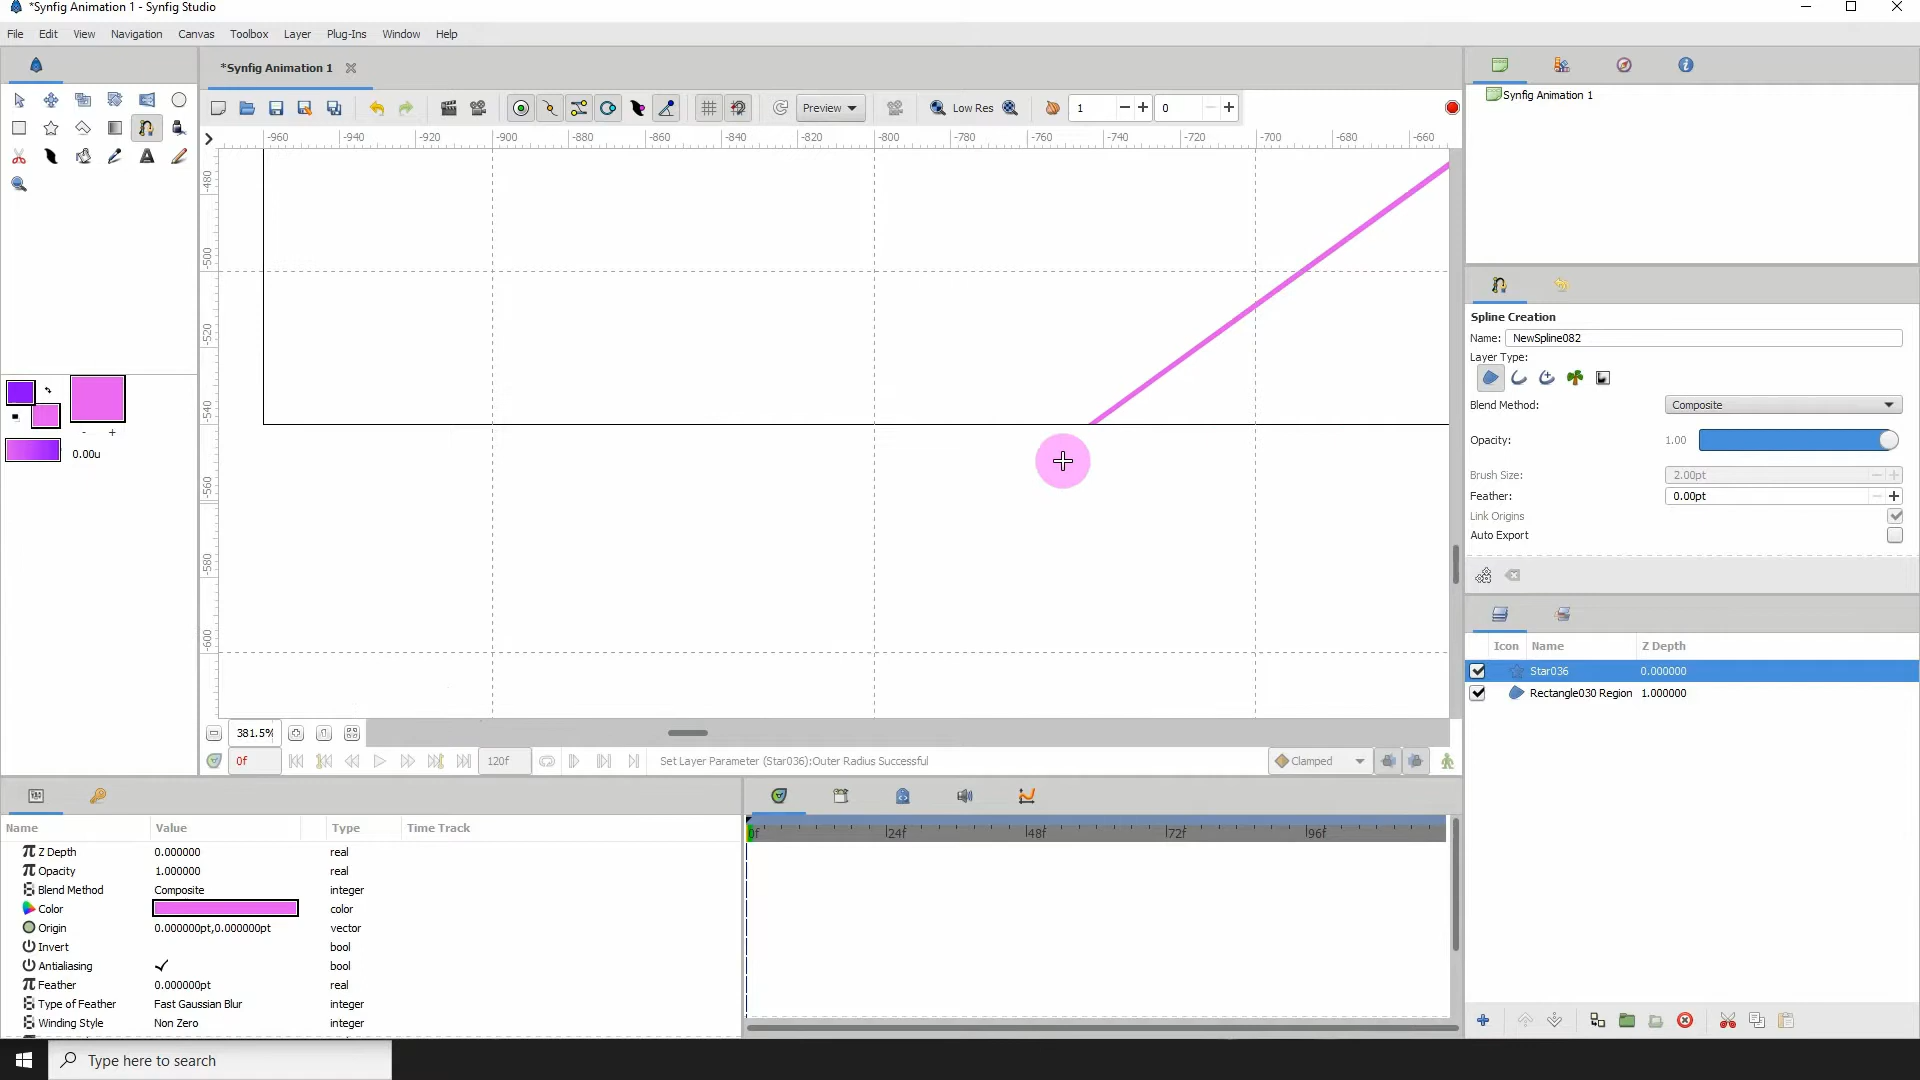 *Synfig Animation 1 - Synfig Studio
File Edit View Navigation Canvas Toolbox Layer Plug-Ins Window Help
*Synfig Animation 1
Preview Low Res 1 0
-960 -940 -920 -900 -880 -860 -840 -820 -800 -780 -760 -740 -720 -700 -680 -660
-480
-500
-520
-540
-560
-580
-600
- +
0.00u
381.5%
0f 120f Set Layer Parameter (Star036):Outer Radius Successful Clamped
Synfig Animation 1
Spline Creation
Name: NewSpline082
Layer Type:
Blend Method: Composite
Opacity: 1.00
Brush Size: 2.00pt
Feather: 0.00pt
Link Origins
Auto Export
Icon Name Z Depth
Star036 0.000000
Rectangle030 Region 1.000000
Name Value Type Time Track
Z Depth 0.000000 real
Opacity 1.000000 real
Blend Method Composite integer
Color color
Origin 0.000000pt,0.000000pt vector
Invert bool
Antialiasing bool
Feather 0.000000pt real
Type of Feather Fast Gaussian Blur integer
Winding Style Non Zero integer
0f 24f 48f 72f 96f
Type here to search